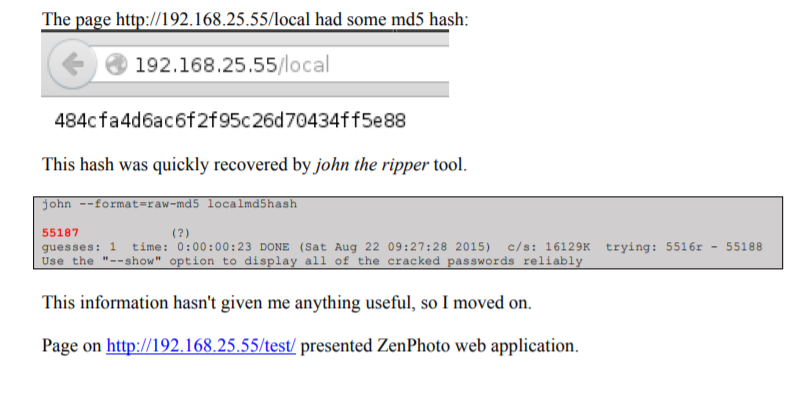 The page http://192.168.25.55/local had some md5 hash:
192.168.25.55/local
484cfa4d6ac6f2f95c26d70434ff5e88
This hash was quickly recovered by john the ripper tool.
john --format=raw-md5 localmd5hash
55187 (?)
guesses: 1 time: 0:00:00:23 DONE (Sat Aug 22 09:27:28 2015) c/s: 16129K trying: 5516r - 55188
Use the "--show" option to display all of the cracked passwords reliably
This information hasn't given me anything useful, so I moved on.
Page on http://192.168.25.55/test/ presented ZenPhoto web application.